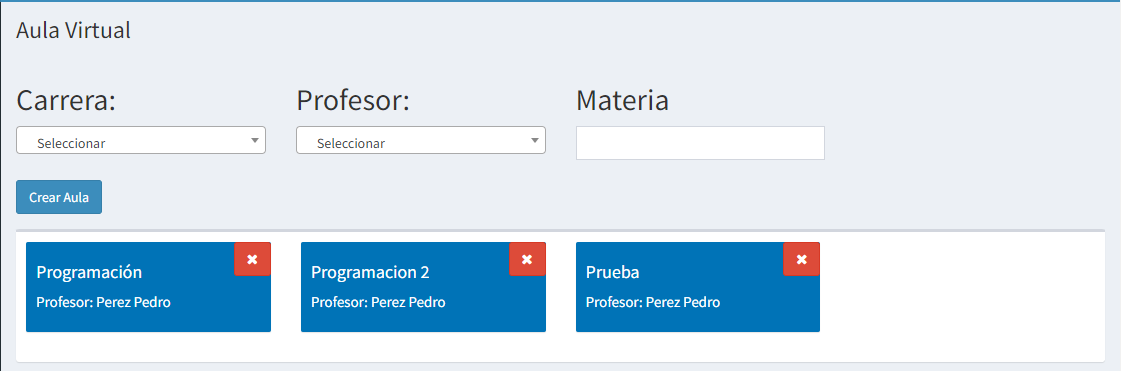 Aula Virtual
Carrera: Profesor: Materia
Seleccionar Seleccionar
Crear Aula
Programación Programacion 2 Prueba
Profesor: Perez Pedro Profesor: Perez Pedro Profesor: Perez Pedro